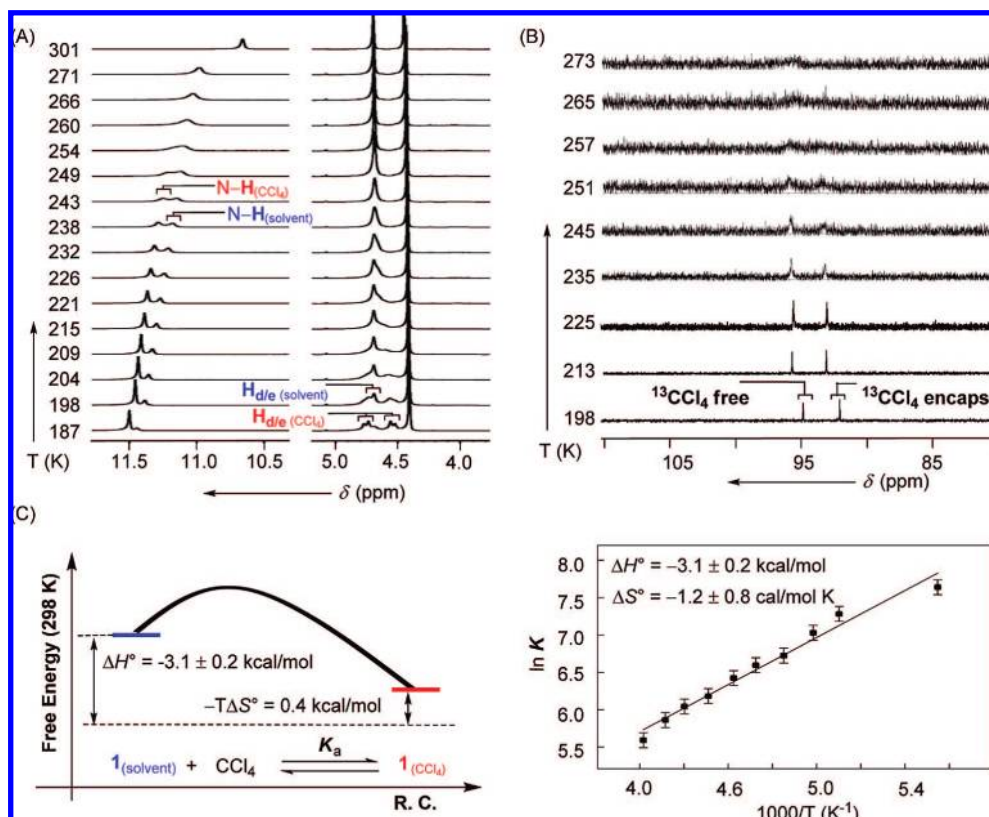 (A)
301
271
266
260
254
249
243
238
232
226
221
215
209
204
198
187
N–H(CCl4)
N–H(solvent)
Hd/e (solvent)
Hd/e (CCl4)
T (K)
11.5 11.0 10.5 5.0 4.5 4.0
δ (ppm)
(B)
273
265
257
251
245
235
225
213
198
13CCl4 free
13CCl4 encaps
T (K)
105 95 85
δ (ppm)
(C)
Free Energy (298 K)
ΔH° = -3.1 ± 0.2 kcal/mol
–TΔS° = 0.4 kcal/mol
Ka
1(solvent) + CCl4 1(CCl4)
R. C.
ΔH° = –3.1 ± 0.2 kcal/mol
ΔS° = –1.2 ± 0.8 cal/mol K
ln K
8.0
7.5
7.0
6.5
6.0
5.5
4.0 4.6 5.0 5.4
1000/T (K-1)